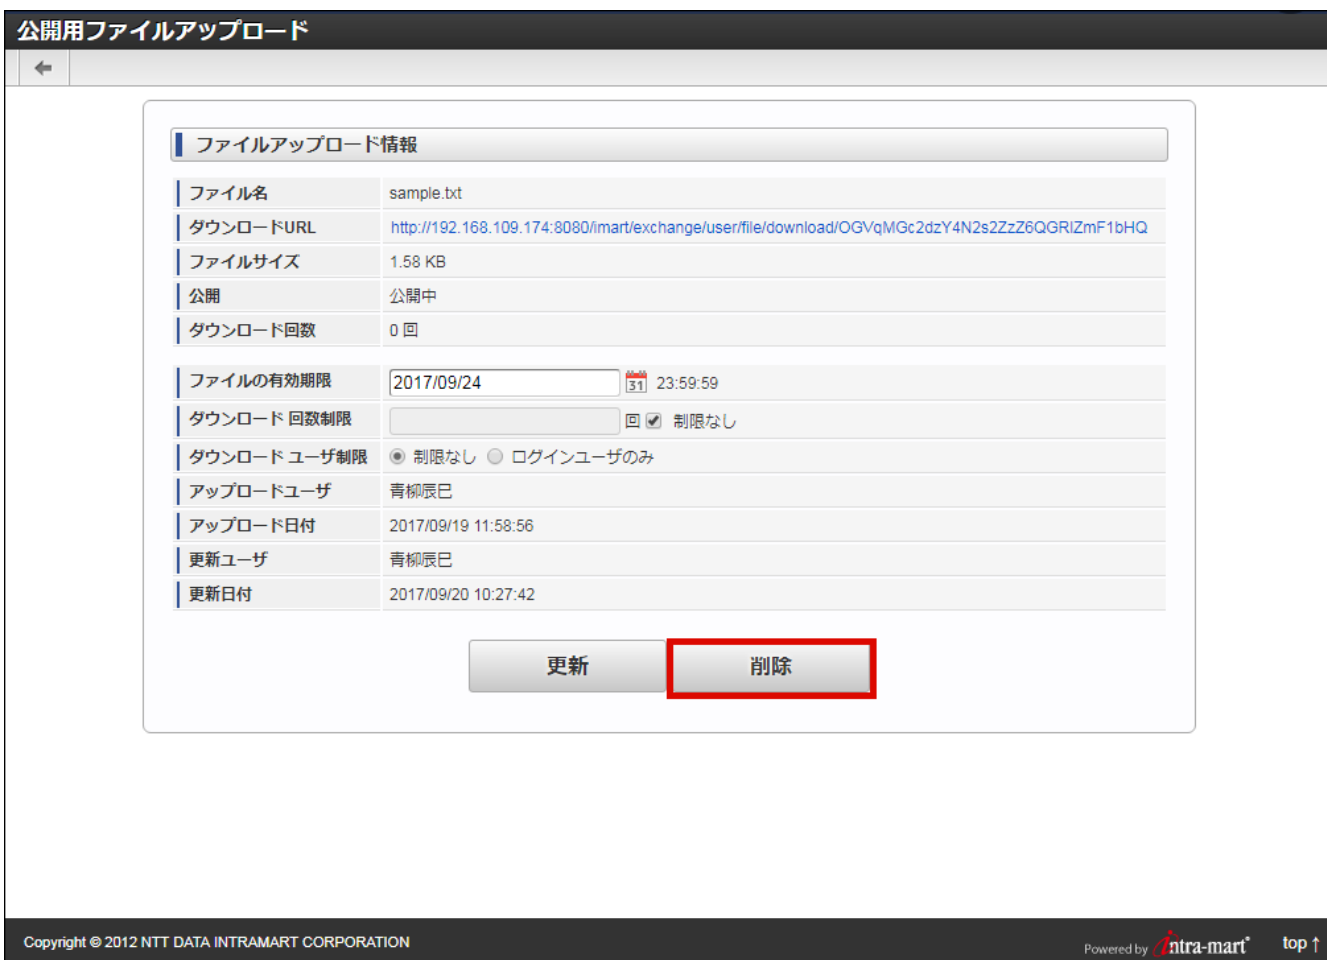 公開用ファイルアップロード
ファイルアップロード情報
ファイル名 sample.txt
ダウンロードURL http://192.168.109.174:8080/imart/exchange/user/file/download/OGVqMGc2dzY4N2s2ZzZ6QGRlZmF1bHQ
ファイルサイズ 1.58 KB
公開 公開中
ダウンロード回数 0 回
ファイルの有効期限 2017/09/24 31 23:59:59
ダウンロード 回数制限 回 制限なし
ダウンロード ユーザ制限 制限なし ログインユーザのみ
アップロードユーザ 青柳辰巳
アップロード日付 2017/09/19 11:58:56
更新ユーザ 青柳辰巳
更新日付 2017/09/20 10:27:42
更新 削除
Copyright © 2012 NTT DATA INTRAMART CORPORATION Powered by intra-mart® top ↑